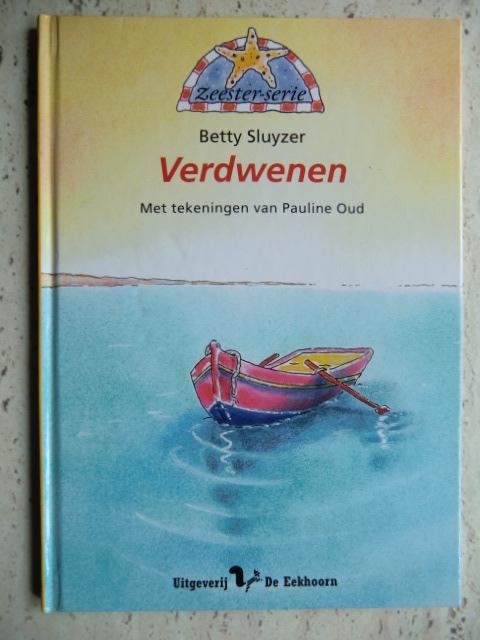 Zeester-serie
Betty Sluyzer
Verdwenen
Met tekeningen van Pauline Oud
Uitgeverij De Eekhoorn